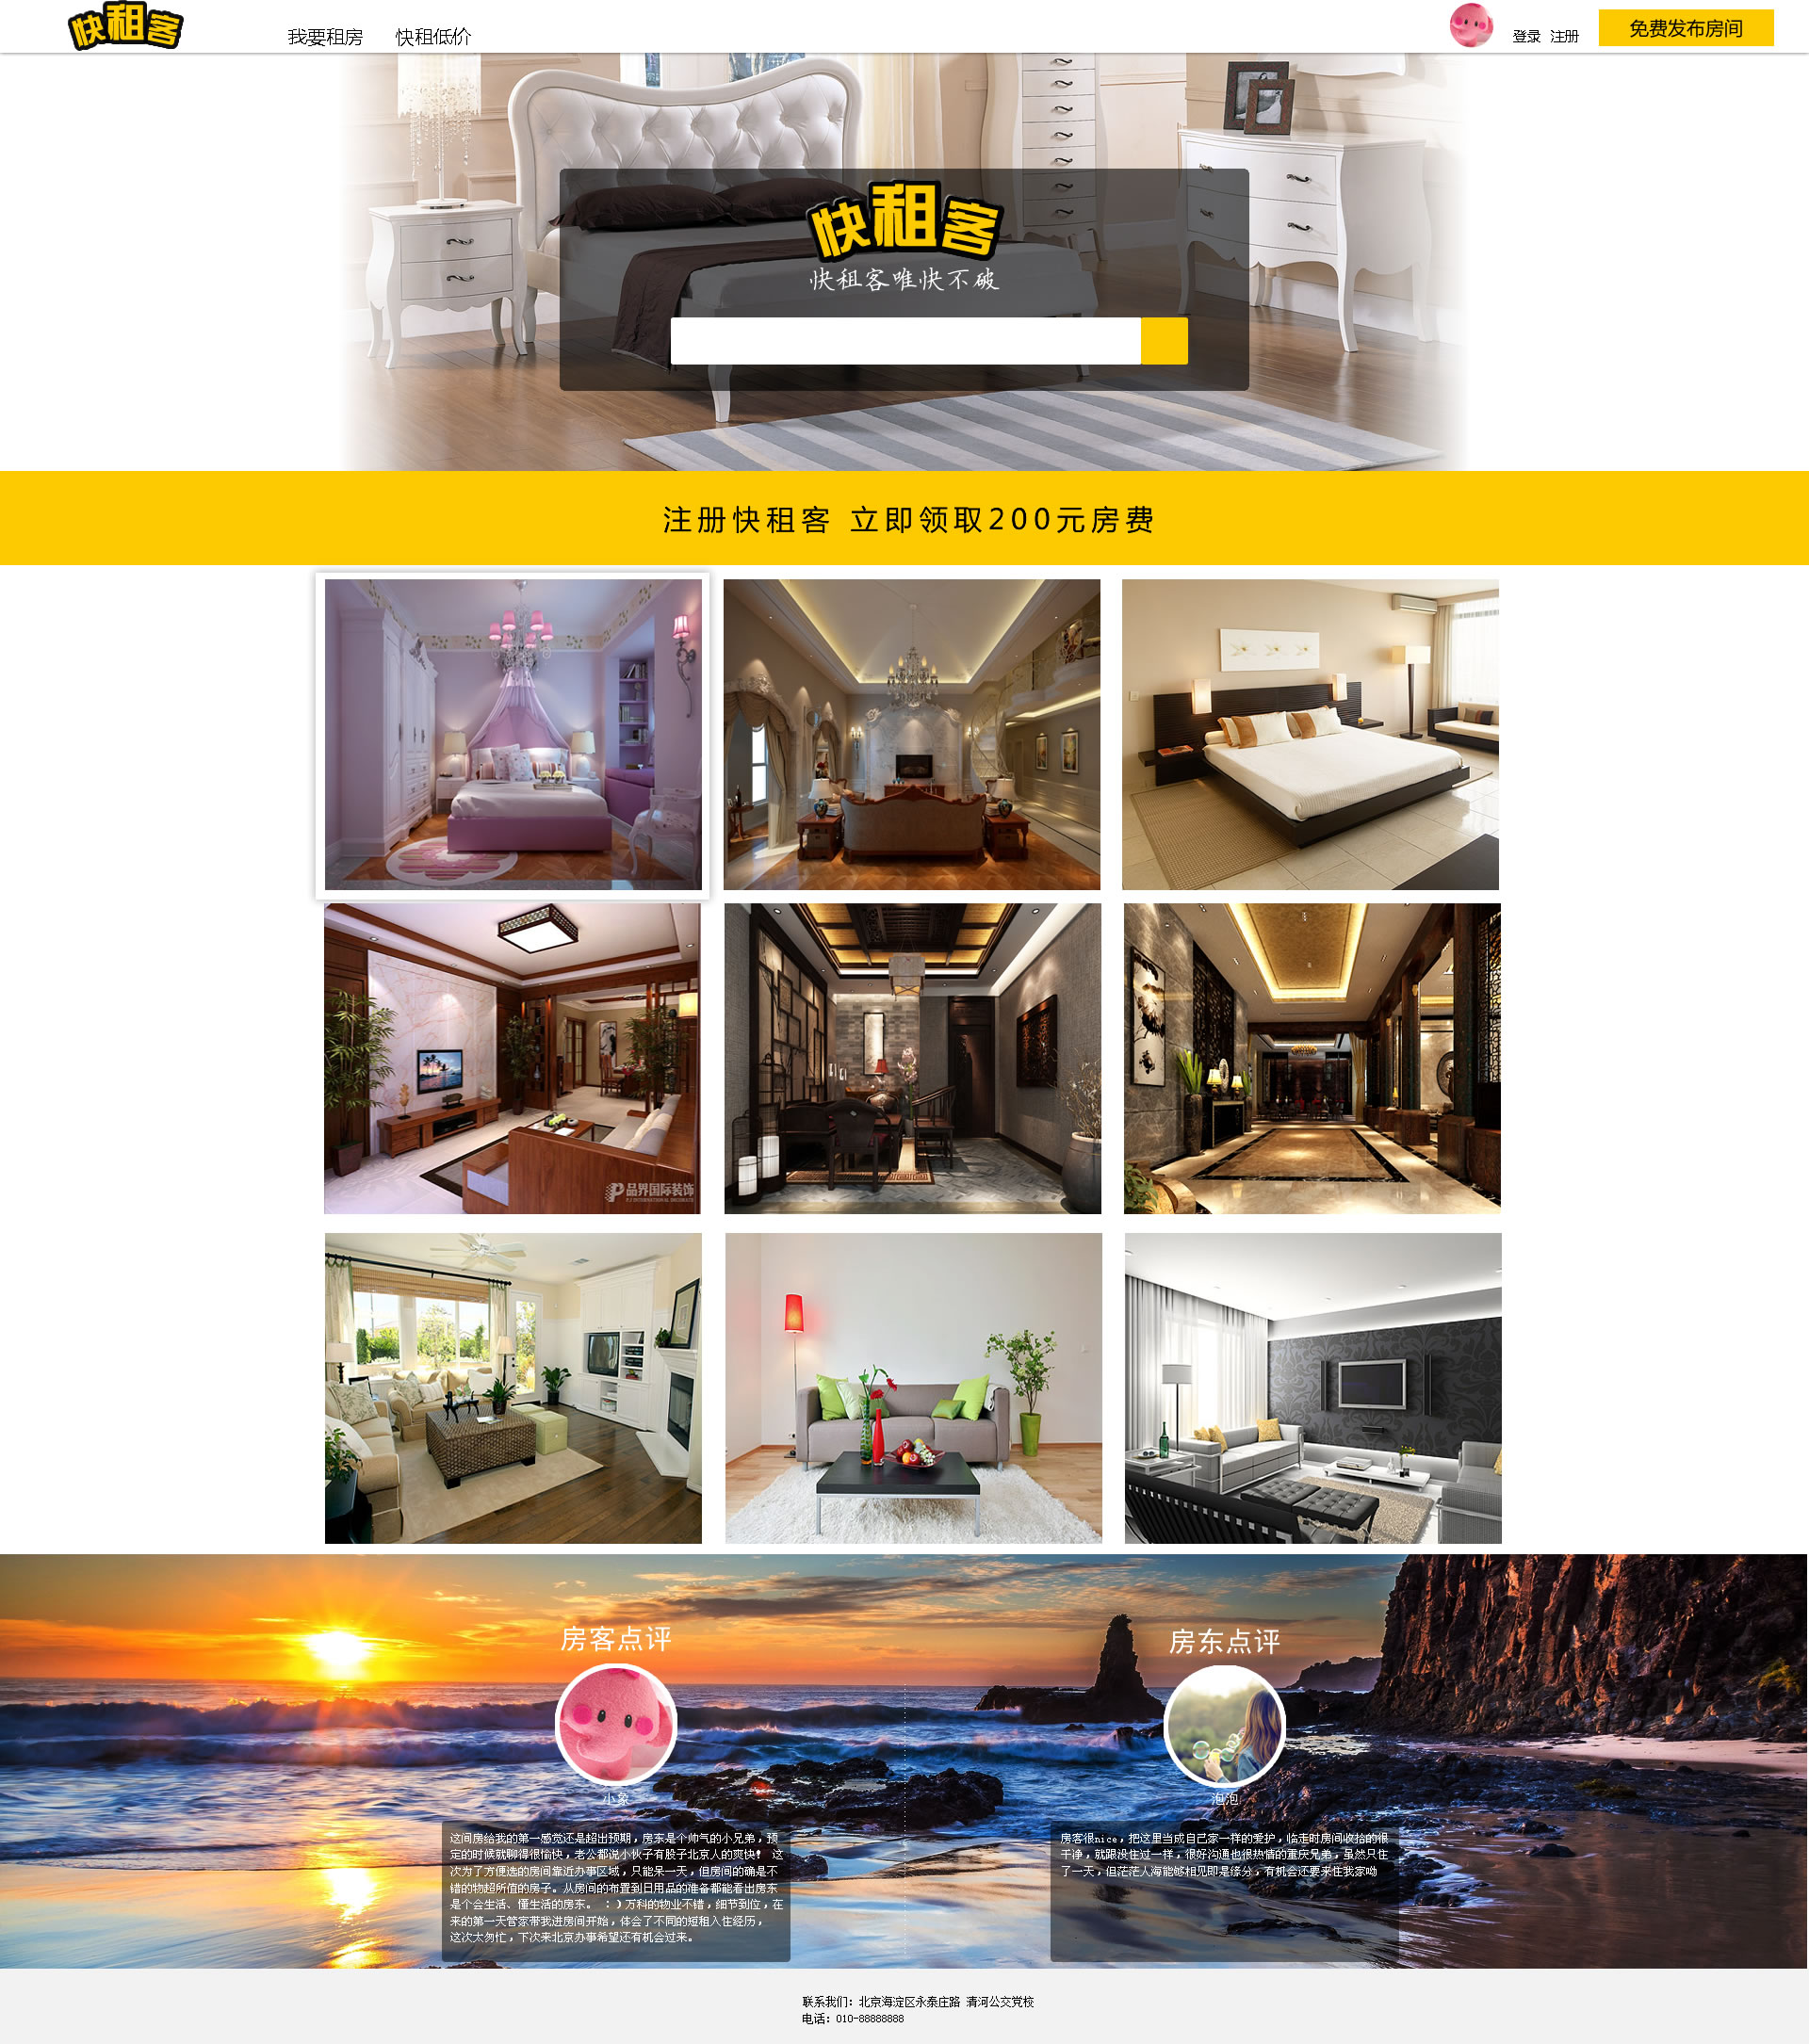 快租客
我要租房 快租低价
登录 注册
免费发布房间
快租客
快租客唯快不破
注册快租客 立即领取200元房费
品界国际装饰
房客点评
小象
这间房给我的第一感觉还是超出预期，房东是个帅气的小兄弟，预
定的时候就聊得很愉快，老公都说小伙子有股子北京人的爽快！ 这
次为了方便选的房间靠近办事区域，只能呆一天，但房间的确是不
错的物超所值的房子。从房间的布置到日用品的准备都能看出房东
是个会生活、懂生活的房东。 ：）万科的物业不错，细节到位，在
来的第一天管家带我进房间开始，体会了不同的短租入住经历，
这次太匆忙，下次来北京办事希望还有机会过来。
房东点评
泡泡
房客很nice，把这里当成自己家一样的爱护，临走时房间收拾的很
干净，就跟没住过一样，很好沟通也很热情的重庆兄弟，虽然只住
了一天，但茫茫人海能够相见即是缘分，有机会还要来住我家呦
联系我们：北京海淀区永泰庄路 清河公交党校
电话：010-88888888